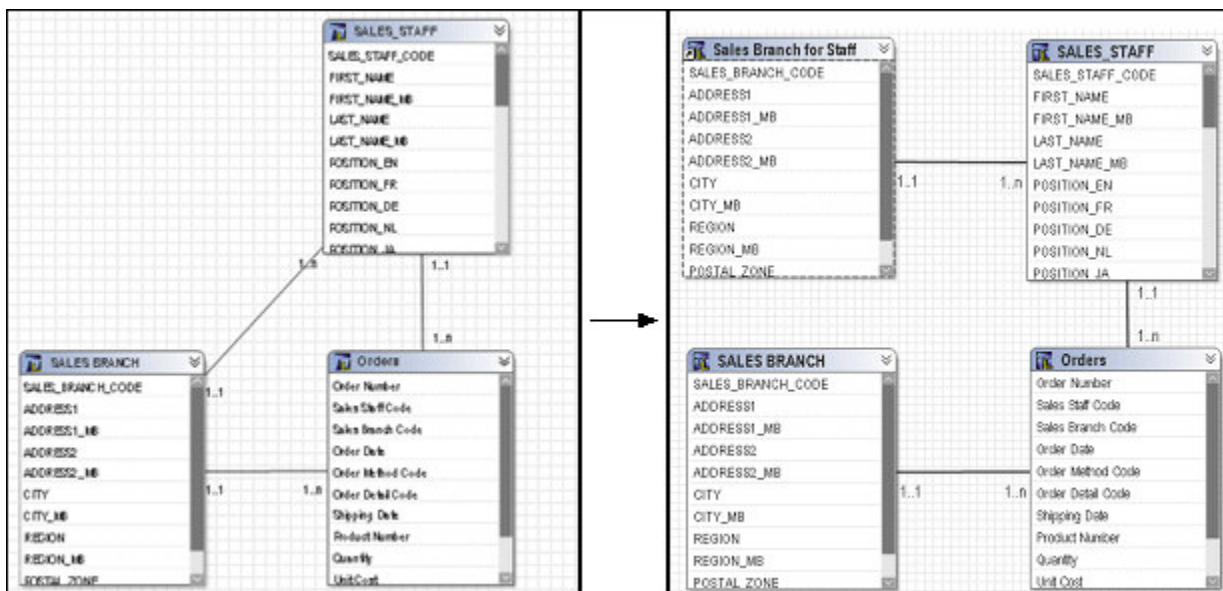 SALES_STAFF
SALES_STAFF_CODE
FIRST_NAME
FIRST_NAME_MB
LAST_NAME
LAST_NAME_MB
POSITION_EN
POSITION_FR
POSITION_DE
POSITION_NL
POSITION_JA
1..n
1..1
1..n
SALES BRANCH
SALES_BRANCH_CODE
ADDRESS1
ADDRESS1_MB
ADDRESS2
ADDRESS2_MB
CITY
CITY_MB
REGION
REGION_MB
POSTAL_ZONE
1..1
1..1
1..n
Orders
Order Number
Sales Staff Code
Sales Branch Code
Order Date
Order Method Code
Order Detail Code
Shipping Date
Product Number
Quantity
Unit Cost
Sales Branch for Staff
SALES_BRANCH_CODE
ADDRESS1
ADDRESS1_MB
ADDRESS2
ADDRESS2_MB
CITY
CITY_MB
REGION
REGION_MB
POSTAL_ZONE
1..1
1..n
SALES_STAFF
SALES_STAFF_CODE
FIRST_NAME
FIRST_NAME_MB
LAST_NAME
LAST_NAME_MB
POSITION_EN
POSITION_FR
POSITION_DE
POSITION_NL
POSITION_JA
1..1
1..n
SALES BRANCH
SALES_BRANCH_CODE
ADDRESS1
ADDRESS1_MB
ADDRESS2
ADDRESS2_MB
CITY
CITY_MB
REGION
REGION_MB
POSTAL_ZONE
1..1
1..n
Orders
Order Number
Sales Staff Code
Sales Branch Code
Order Date
Order Method Code
Order Detail Code
Shipping Date
Product Number
Quantity
Unit Cost